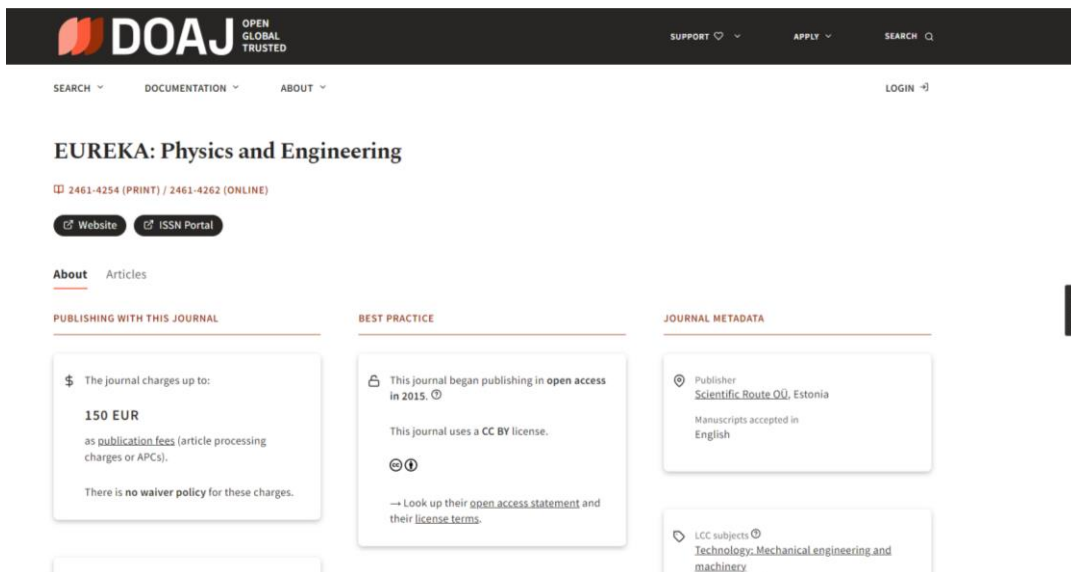 DOAJ
OPEN
GLOBAL
TRUSTED
SUPPORT
APPLY
SEARCH
SEARCH
DOCUMENTATION
ABOUT
LOGIN
EUREKA: Physics and Engineering
2461-4254 (PRINT) / 2461-4262 (ONLINE)
Website
ISSN Portal
About
Articles
PUBLISHING WITH THIS JOURNAL
$ The journal charges up to:
150 EUR
as publication fees (article processing
charges or APCs).
There is no waiver policy for these charges.
BEST PRACTICE
This journal began publishing in open access
in 2015. ?
This journal uses a CC BY license.
cc
→ Look up their open access statement and
their license terms.
JOURNAL METADATA
Publisher
Scientific Route OÜ, Estonia
Manuscripts accepted in
English
LCC subjects ?
Technology: Mechanical engineering and
machinery